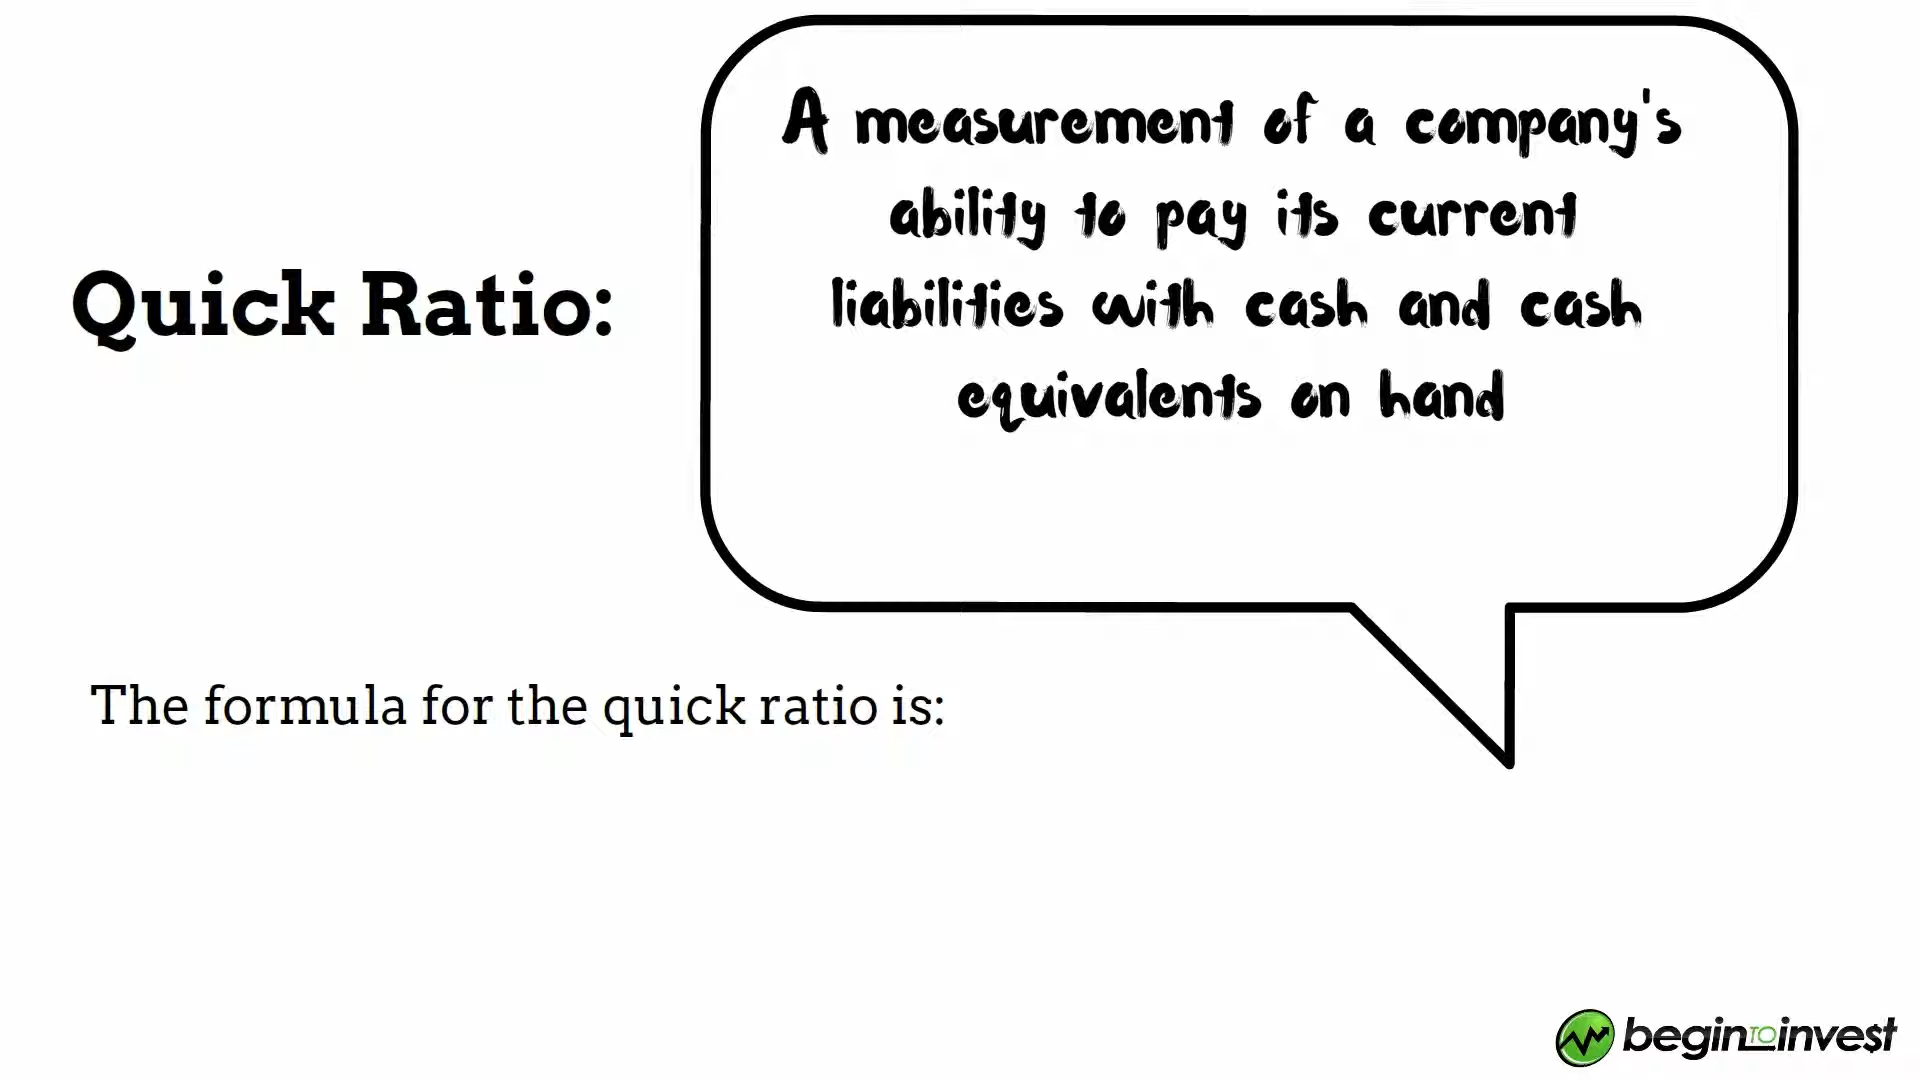 Quick Ratio:
A measurement of a company's
ability to pay its current
liabilities with cash and cash
equivalents on hand
The formula for the quick ratio is:
begin TO inve$t